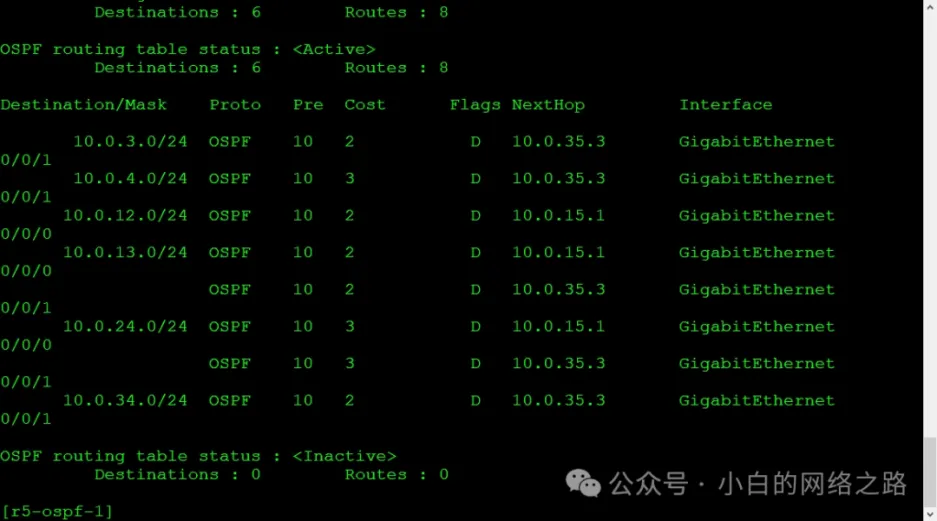 Destinations : 6        Routes : 8
OSPF routing table status : <Active>
Destinations : 6        Routes : 8
Destination/Mask    Proto   Pre  Cost      Flags NextHop         Interface
10.0.3.0/24  OSPF    10   2           D   10.0.35.3       GigabitEthernet
0/0/1
10.0.4.0/24  OSPF    10   3           D   10.0.35.3       GigabitEthernet
0/0/1
10.0.12.0/24  OSPF    10   2           D   10.0.15.1       GigabitEthernet
0/0/0
10.0.13.0/24  OSPF    10   2           D   10.0.15.1       GigabitEthernet
0/0/0
OSPF    10   2           D   10.0.35.3       GigabitEthernet
0/0/1
10.0.24.0/24  OSPF    10   3           D   10.0.15.1       GigabitEthernet
0/0/0
OSPF    10   3           D   10.0.35.3       GigabitEthernet
0/0/1
10.0.34.0/24  OSPF    10   2           D   10.0.35.3       GigabitEthernet
0/0/1
OSPF routing table status : <Inactive>
Destinations : 0        Routes : 0
公众号 · 小白的网络之路
[r5-ospf-1]